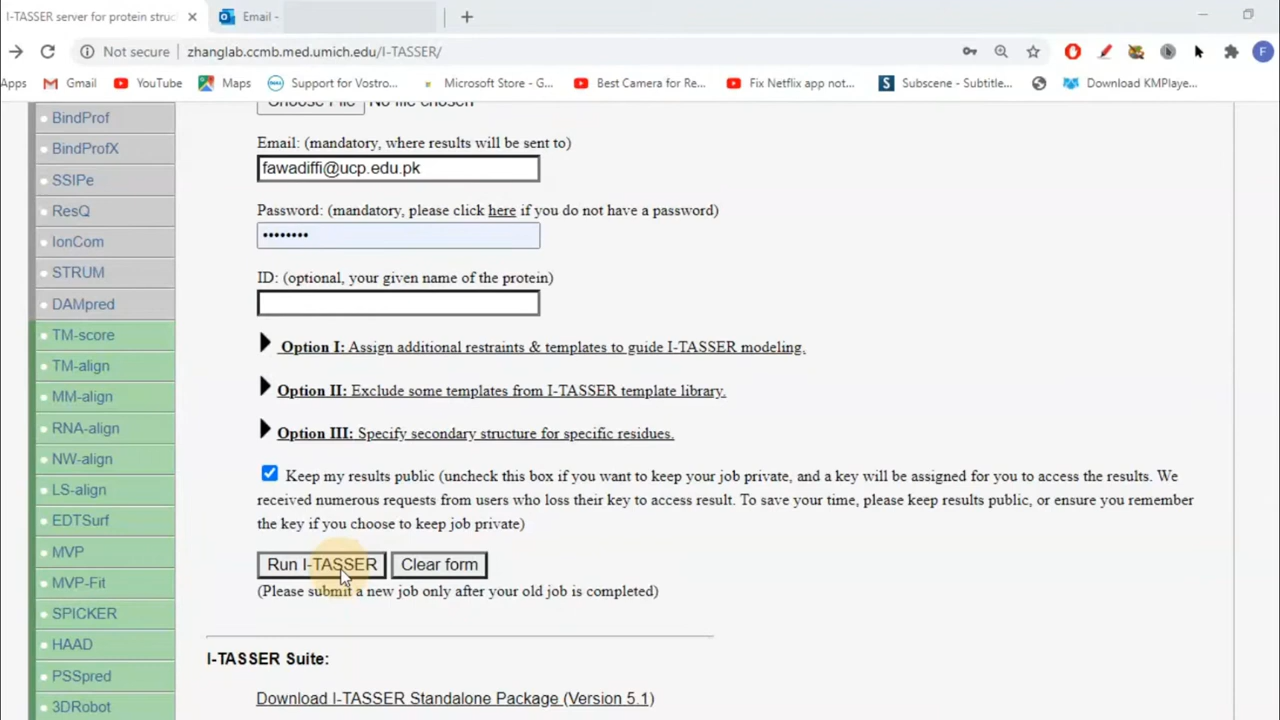 I-TASSER server for protein struc
Email -
Not secure
zhanglab.ccmb.med.umich.edu/I-TASSER/
F
Apps
Gmail
YouTube
Maps
Support for Vostro...
Microsoft Store - G...
Best Camera for Re...
Fix Netflix app not...
Subscene - Subtitle...
Download KMPlaye...
BindProf
BindProfX
SSIPe
ResQ
IonCom
STRUM
DAMpred
TM-score
TM-align
MM-align
RNA-align
NW-align
LS-align
EDTSurf
MVP
MVP-Fit
SPICKER
HAAD
PSSpred
3DRobot
Choose File No file chosen
Email: (mandatory, where results will be sent to)
fawadiffi@ucp.edu.pk
Password: (mandatory, please click here if you do not have a password)
••••••••
ID: (optional, your given name of the protein)
Option I: Assign additional restraints & templates to guide I-TASSER modeling.
Option II: Exclude some templates from I-TASSER template library.
Option III: Specify secondary structure for specific residues.
Keep my results public (uncheck this box if you want to keep your job private, and a key will be assigned for you to access the results. We
received numerous requests from users who loss their key to access result. To save your time, please keep results public, or ensure you remember
the key if you choose to keep job private)
Run I-TASSER
Clear form
(Please submit a new job only after your old job is completed)
I-TASSER Suite:
Download I-TASSER Standalone Package (Version 5.1)